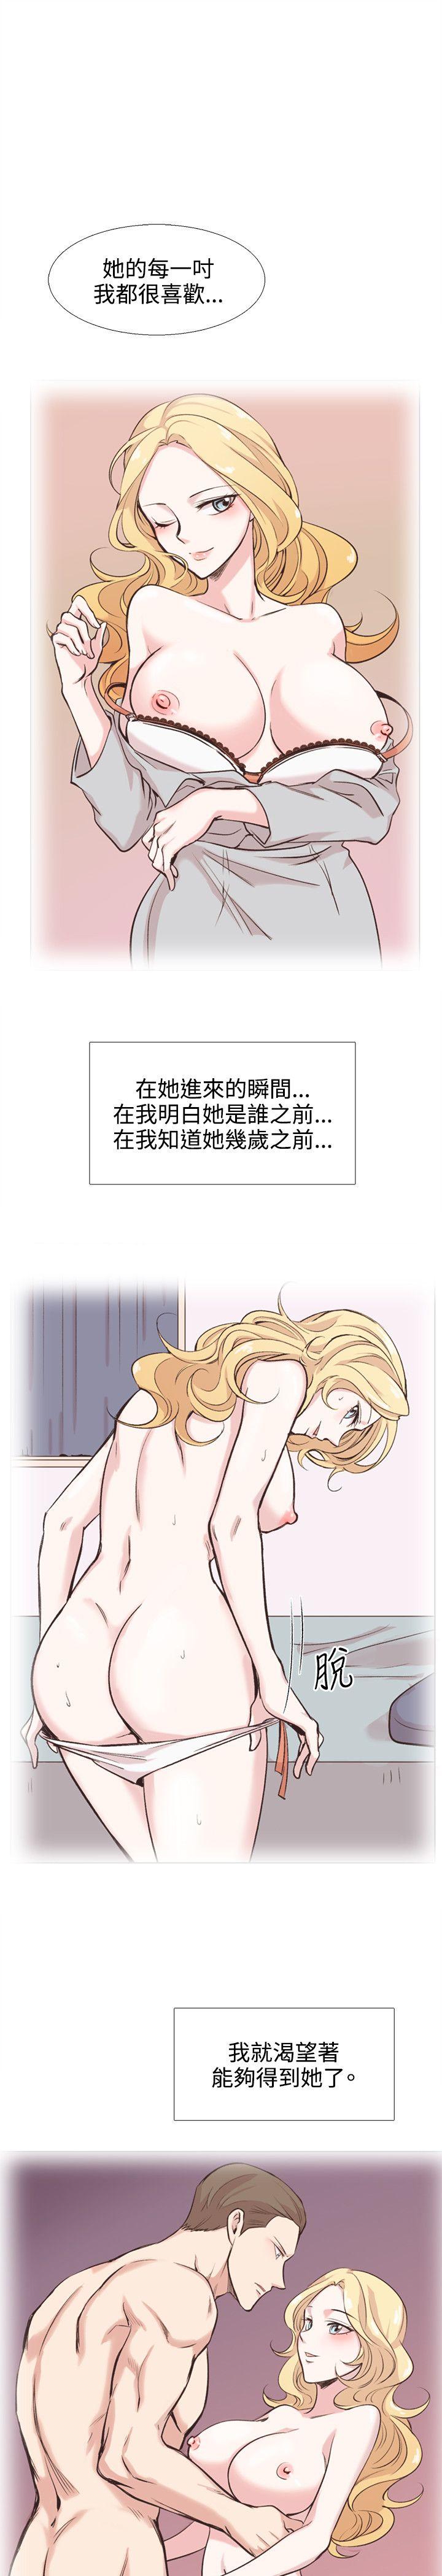 她的每一吋
我都很喜歡...
在她進來的瞬間...
在我明白她是誰之前...
在我知道她幾歲之前...
脫
我就渴望著
能夠得到她了。